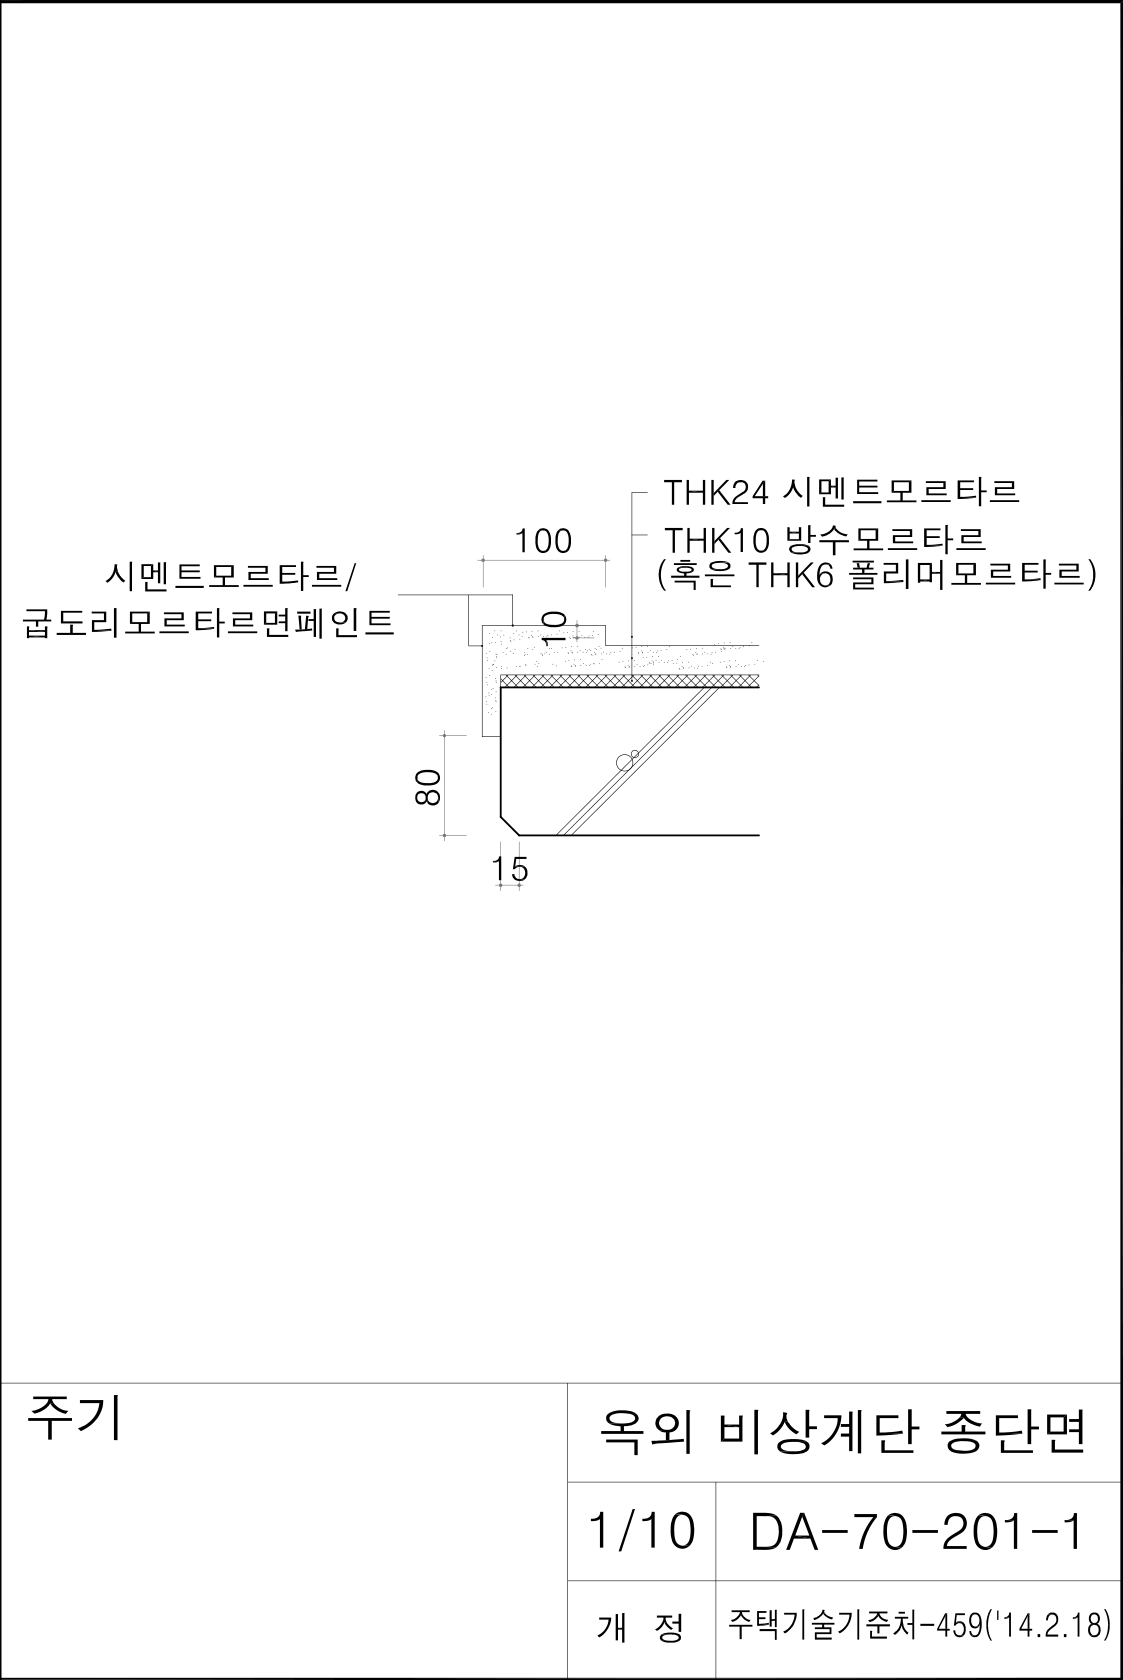 THK24 시멘트모르타르
THK10 방수모르타르
(혹은 THK6 폴리머모르타르)
100
시멘트모르타르/
굽도리모르타르면페인트
10
80
15
주기
옥외 비상계단 종단면
1/10
DA-70-201-1
개 정
주택기술기준처-459('14.2.18)